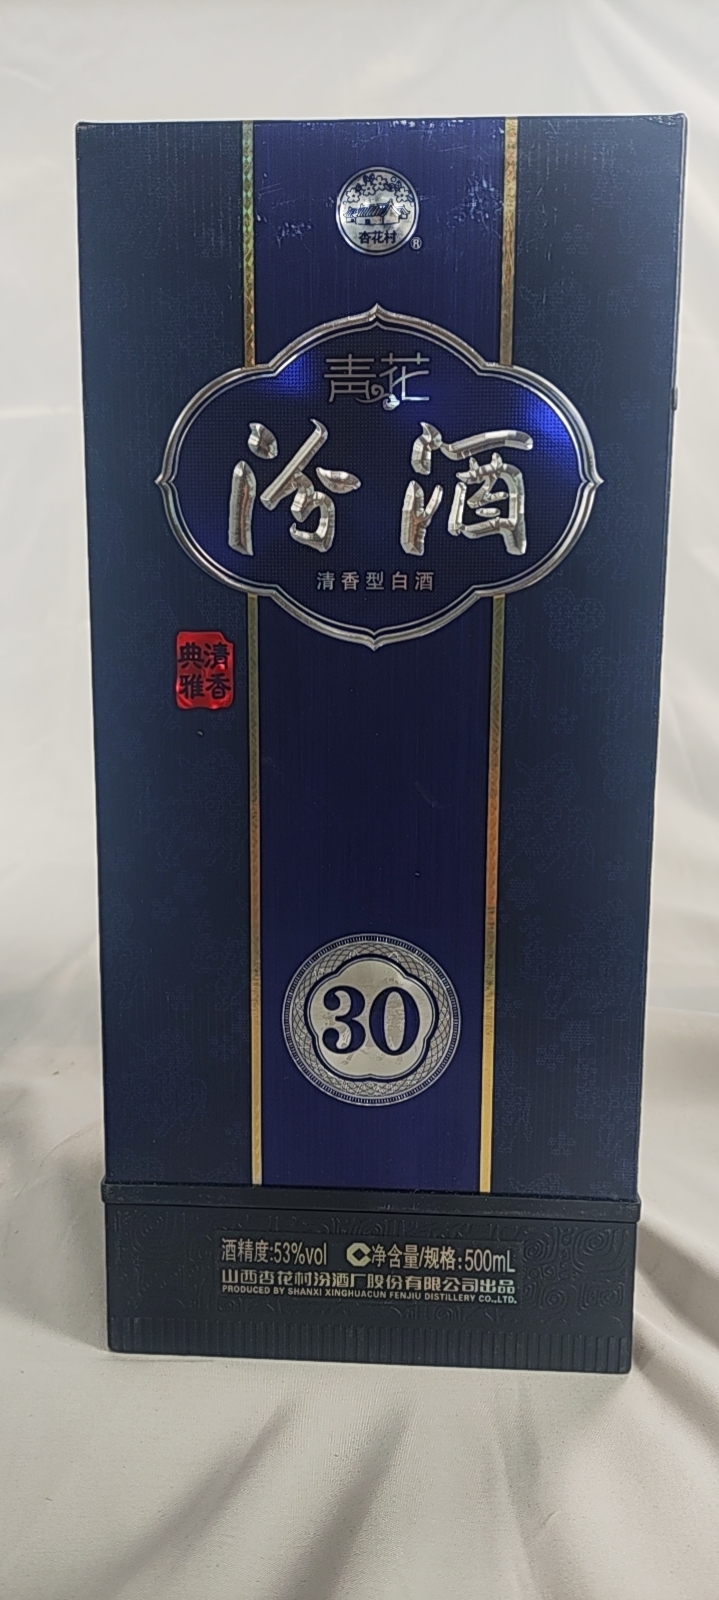 杏花村®
青花
汾酒
清香型白酒
清香
典雅
30
酒精度:53%vol 净含量/规格:500mL
山西杏花村汾酒厂股份有限公司出品
PRODUCED BY SHANXI XINGHUACUN FENJIU DISTILLERY CO.,LTD.